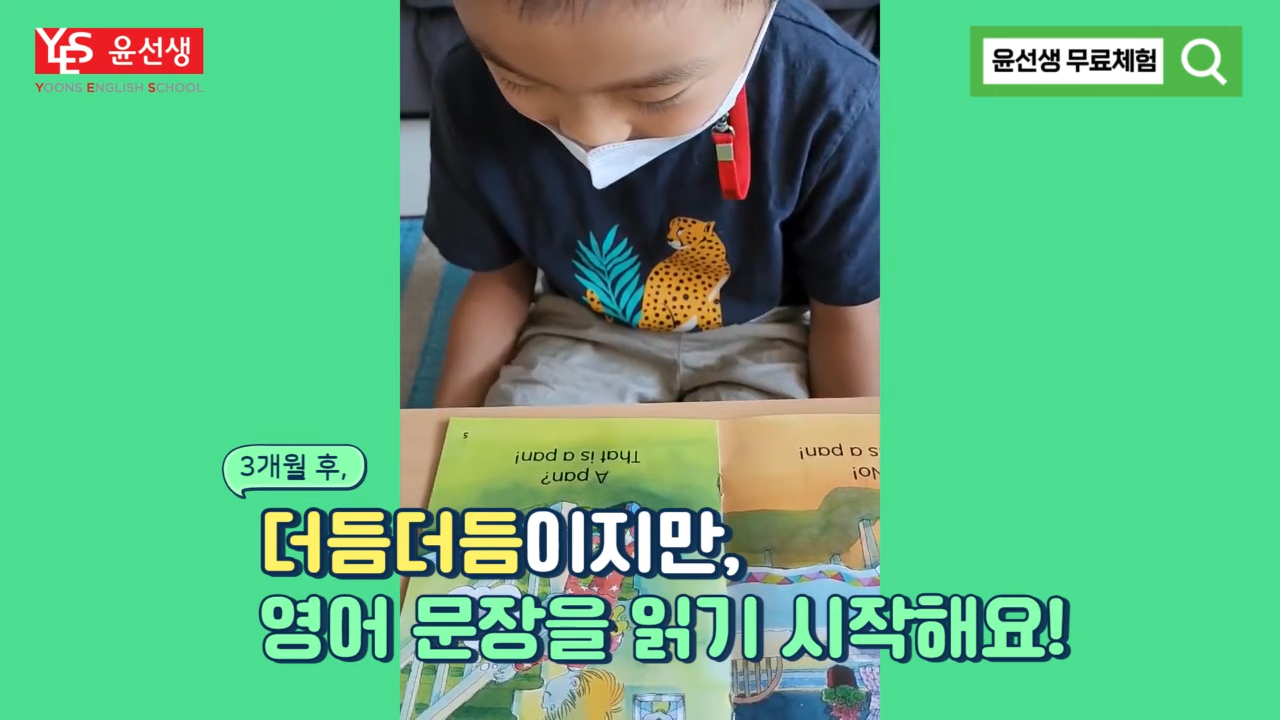 YES 윤선생
YOONS ENGLISH SCHOOL
윤선생 무료체험
5
A pan?
That is a pan!
No!
is a pan!
3개월 후,
더듬더듬이지만,
영어 문장을 읽기 시작해요!